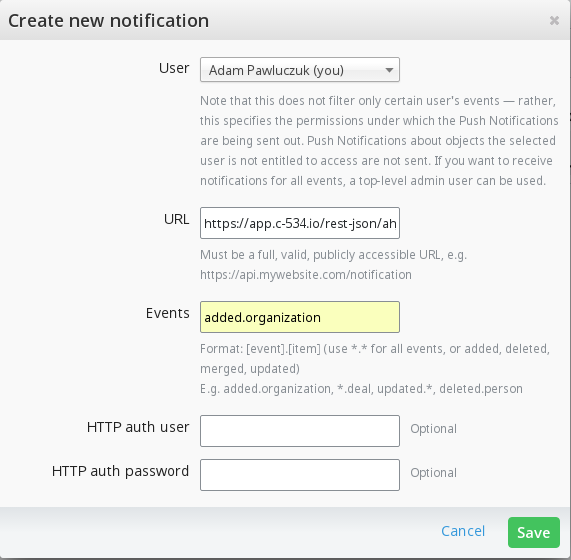 Create new notification
User
Adam Pawluczuk (you)
Note that this does not filter only certain user's events — rather,
this specifies the permissions under which the Push Notifications
are being sent out. Push Notifications about objects the selected
user is not entitled to access are not sent. If you want to receive
notifications for all events, a top-level admin user can be used.
URL
https://app.c-534.io/rest-json/ah
Must be a full, valid, publicly accessible URL, e.g.
https://api.mywebsite.com/notification
Events
added.organization
Format: [event].[item] (use *.* for all events, or added, deleted,
merged, updated)
E.g. added.organization, *.deal, updated.*, deleted.person
HTTP auth user
Optional
HTTP auth password
Optional
Cancel
Save